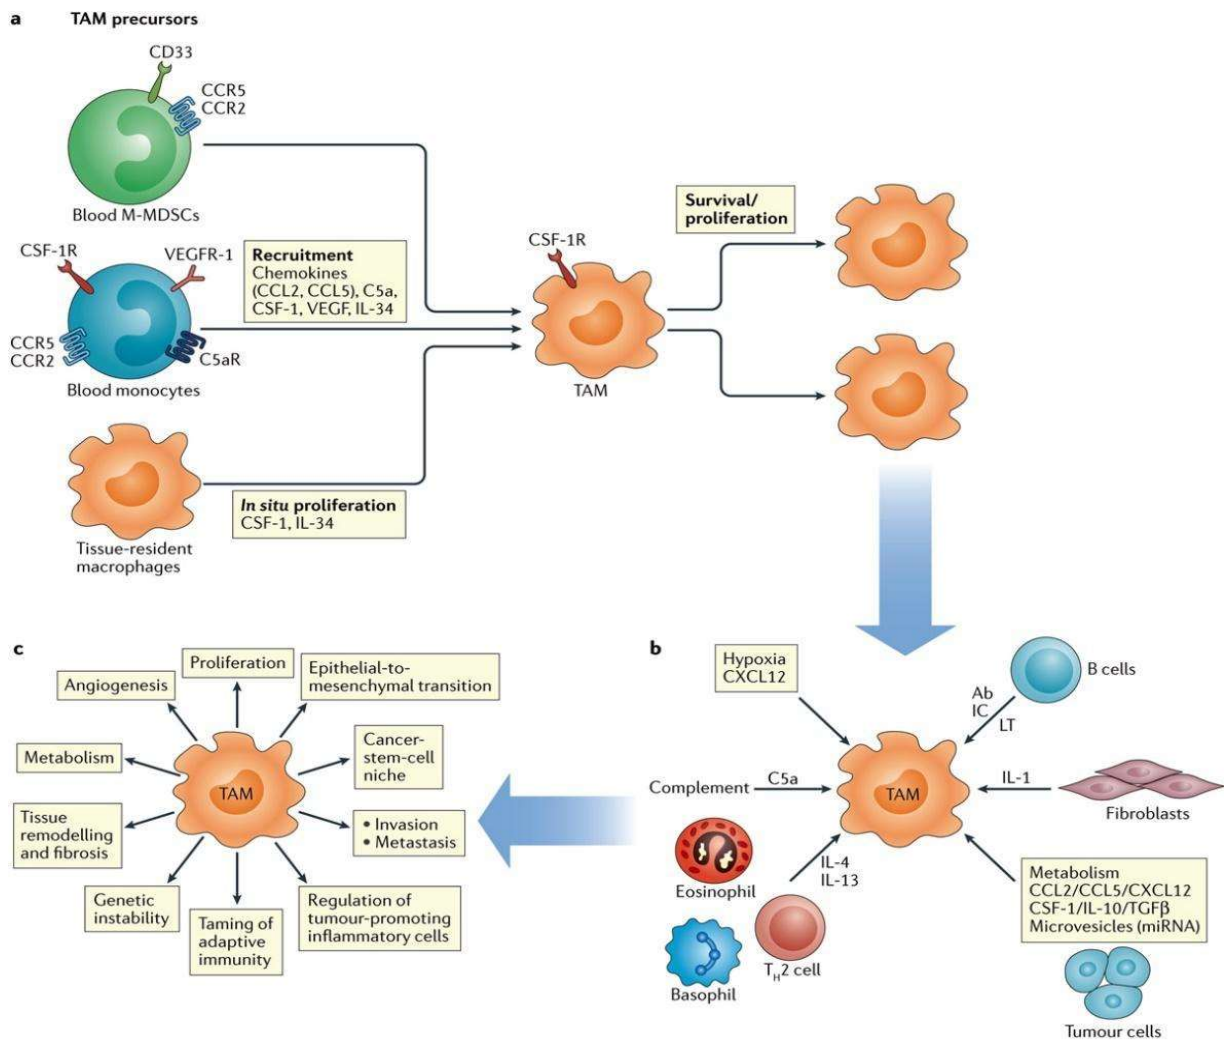 a
TAM precursors
CD33
CCR5
CCR2
Blood M-MDSCs
CSF-1R
VEGFR-1
CCR5
CCR2
C5aR
Blood monocytes
Recruitment
Chemokines
(CCL2, CCL5), C5a,
CSF-1, VEGF, IL-34
Tissue-resident
macrophages
In situ proliferation
CSF-1, IL-34
CSF-1R
TAM
Survival/
proliferation
c
Proliferation
Epithelial-to-
mesenchymal transition
Angiogenesis
Metabolism
Cancer-
stem-cell
niche
TAM
Tissue
remodelling
and fibrosis
• Invasion
• Metastasis
Genetic
instability
Taming of
adaptive
immunity
Regulation of
tumour-promoting
inflammatory cells
b
Hypoxia
CXCL12
B cells
Ab
IC
LT
Complement
C5a
TAM
IL-1
Fibroblasts
Eosinophil
IL-4
IL-13
Basophil
TH2 cell
Metabolism
CCL2/CCL5/CXCL12
CSF-1/IL-10/TGFβ
Microvesicles (miRNA)
Tumour cells